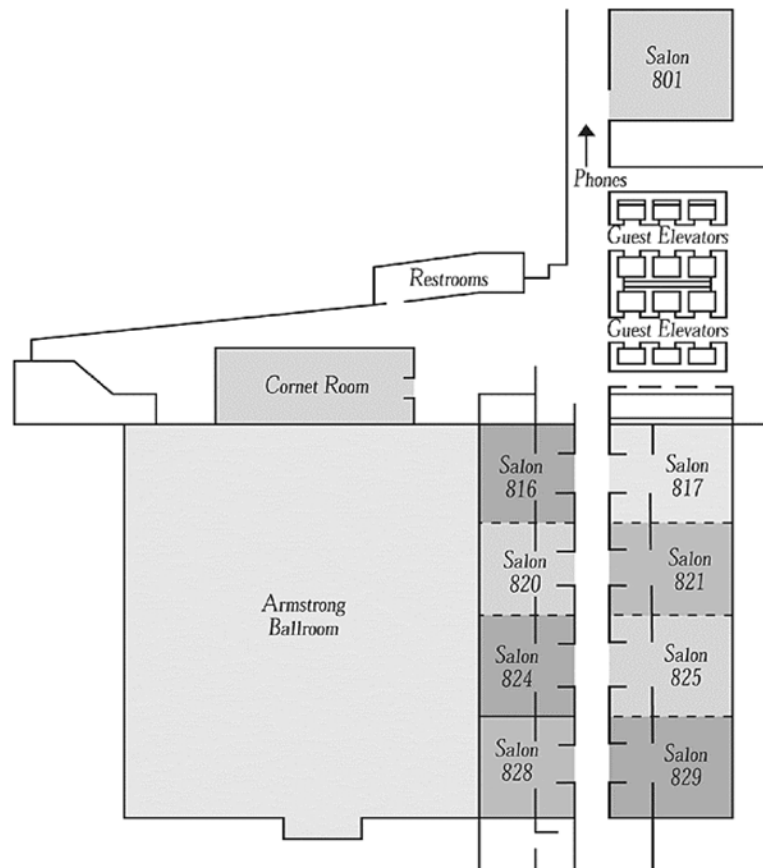 Salon
801
Phones
Guest Elevators
Restrooms
Guest Elevators
Cornet Room
Salon
816
Salon
817
Salon
820
Salon
821
Armstrong
Ballroom
Salon
824
Salon
825
Salon
828
Salon
829